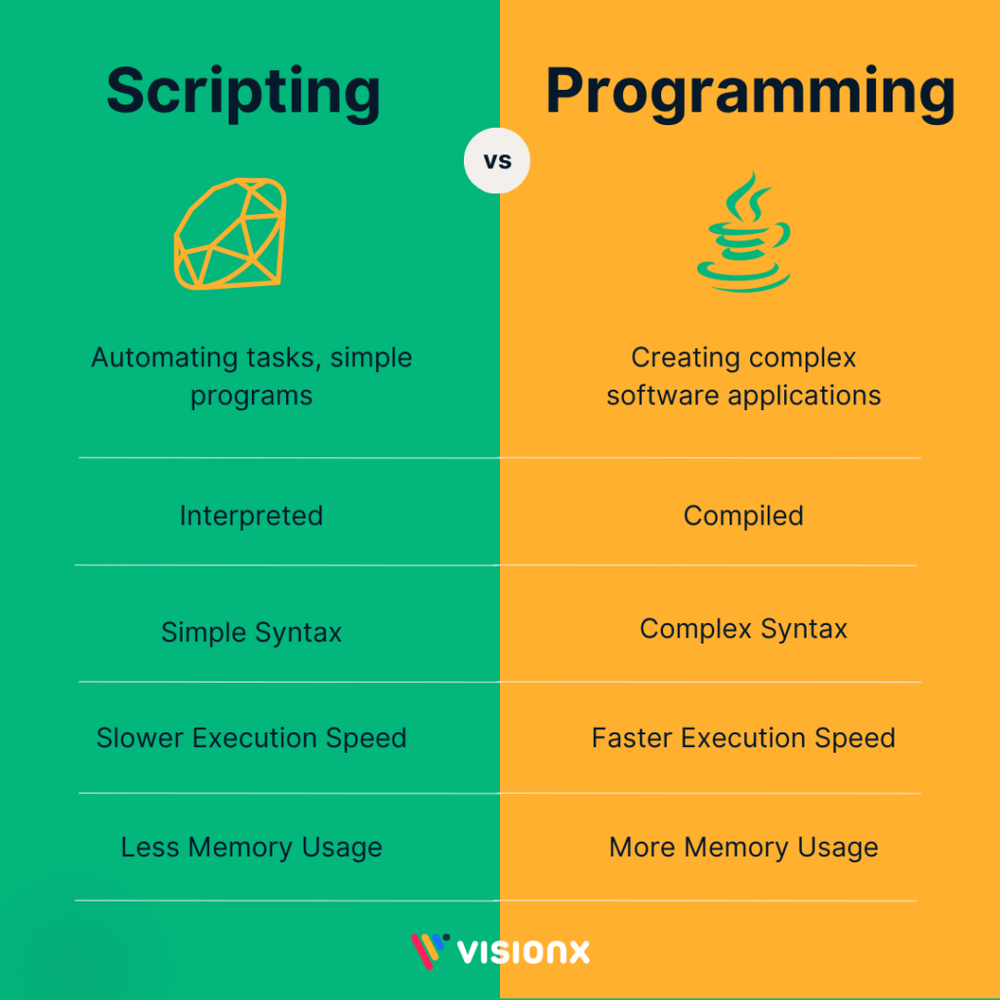 Scripting
Programming
vs
Automating tasks, simple
programs
Creating complex
software applications
Interpreted
Compiled
Simple Syntax
Complex Syntax
Slower Execution Speed
Faster Execution Speed
Less Memory Usage
More Memory Usage
VISIONX